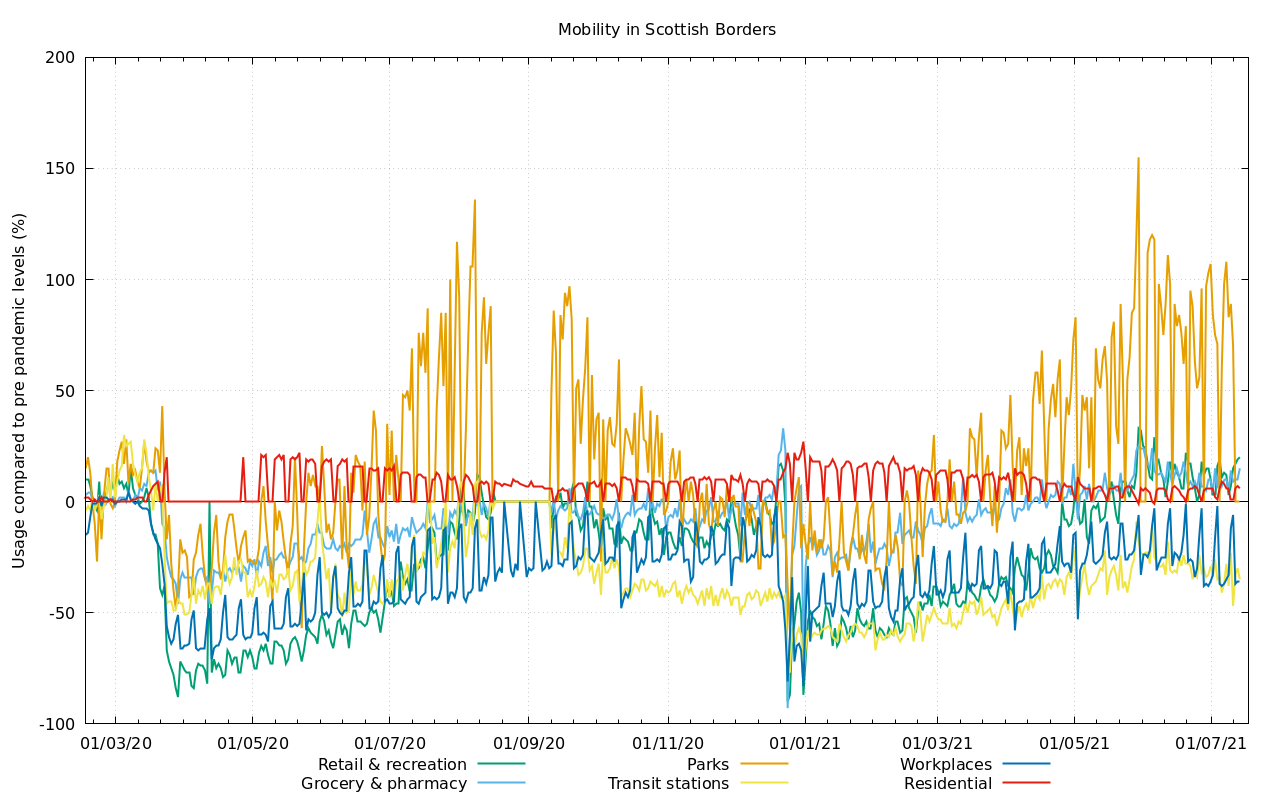 Mobility in Scottish Borders
Usage compared to pre pandemic levels (%)
200
150
100
50
0
-50
-100
01/03/20 01/05/20 01/07/20 01/09/20 01/11/20 01/01/21 01/03/21 01/05/21 01/07/21
Retail & recreation Parks Workplaces
Grocery & pharmacy Transit stations Residential